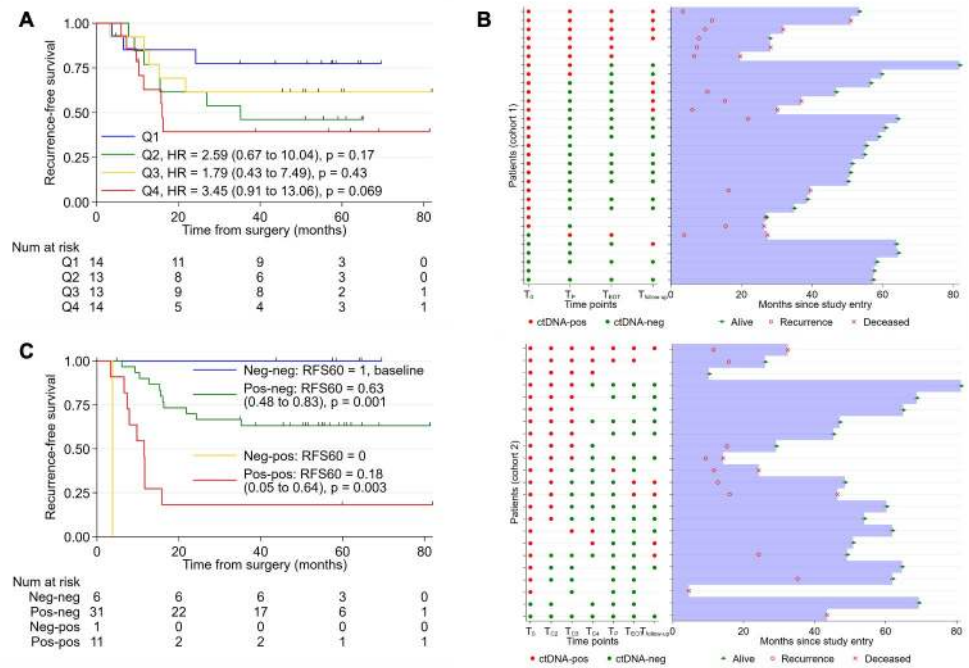 A
Recurrence-free survival
1.00
0.75
0.50
0.25
0.00
Q1
Q2, HR = 2.59 (0.67 to 10.04), p = 0.17
Q3, HR = 1.79 (0.43 to 7.49), p = 0.43
Q4, HR = 3.45 (0.91 to 13.06), p = 0.069
0 20 40 60 80
Time from surgery (months)
Num at risk
Q1 14 11 9 3 0
Q2 13 8 6 3 0
Q3 13 9 8 2 1
Q4 14 5 4 3 1
B
Patients (cohort 1)
T0 TP TEOT Tfollow-up
Time points
ctDNA-pos ctDNA-neg
0 20 40 60 80
Months since study entry
Alive Recurrence Deceased
C
Recurrence-free survival
1.00
0.75
0.50
0.25
0.00
Neg-neg: RFS60 = 1, baseline
Pos-neg: RFS60 = 0.63
(0.48 to 0.83), p = 0.001
Neg-pos: RFS60 = 0
Pos-pos: RFS60 = 0.18
(0.05 to 0.64), p = 0.003
0 20 40 60 80
Time from surgery (months)
Num at risk
Neg-neg 6 6 6 3 0
Pos-neg 31 22 17 6 1
Neg-pos 1 0 0 0 0
Pos-pos 11 2 2 1 1
Patients (cohort 2)
T0 TC2 TC3 TC4 TP TEOT Tfollow-up
Time points
ctDNA-pos ctDNA-neg
0 20 40 60 80
Months since study entry
Alive Recurrence Deceased